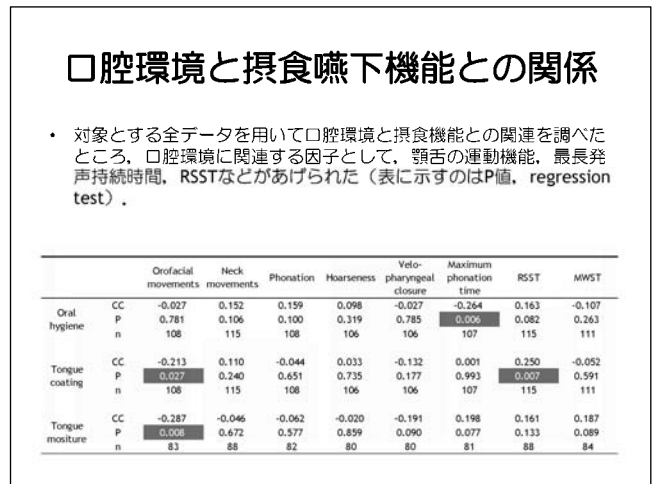 口腔環境と摂食嚥下機能との関係
• 対象とする全データを用いて口腔環境と摂食機能との関連を調べた
ところ，口腔環境に関連する因子として，顎舌の運動機能，最長発
声持続時間，RSSTなどがあげられた（表に示すのはP値，regression
test）．
Orofacial movements Neck movements Phonation Hoarseness Velo-pharyngeal closure Maximum phonation time RSST MWST
Oral hygiene CC -0.027 0.152 0.159 0.098 -0.027 -0.264 0.163 -0.107
P 0.781 0.106 0.100 0.319 0.785 0.006 0.082 0.263
n 108 115 108 106 106 107 115 111
Tongue coating CC -0.213 0.110 -0.044 0.033 -0.132 0.001 0.250 -0.052
P 0.027 0.240 0.651 0.735 0.177 0.993 0.007 0.591
n 108 115 108 106 106 107 115 111
Tongue mositure CC -0.287 -0.046 -0.062 -0.020 -0.191 0.198 0.161 0.187
P 0.008 0.672 0.577 0.859 0.090 0.077 0.133 0.089
n 83 88 82 80 80 81 88 84